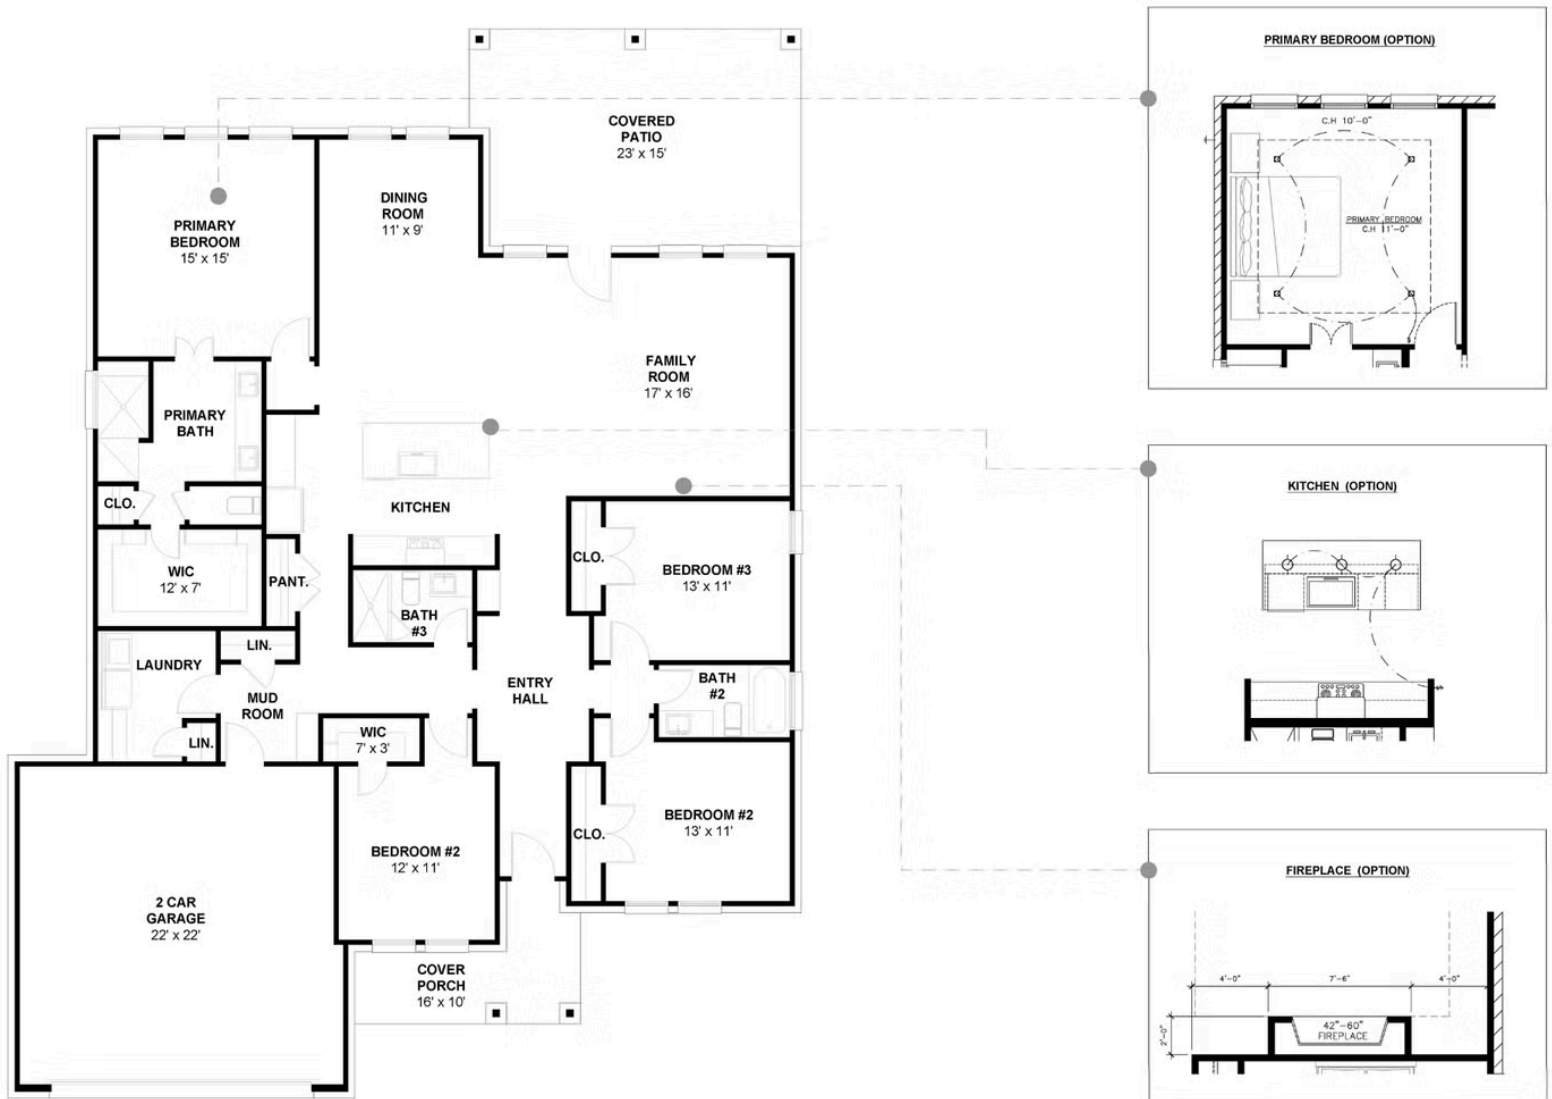 COVERED
PATIO
23' x 15'
DINING
ROOM
11' x 9'
PRIMARY
BEDROOM
15' x 15'
FAMILY
ROOM
17' x 16'
PRIMARY
BATH
CLO.
KITCHEN
WIC
12' x 7'
PANT.
CLO.
BEDROOM #3
13' x 11'
BATH
#3
LIN.
LAUNDRY
MUD
ROOM
LIN.
ENTRY
HALL
BATH
#2
WIC
7' x 3'
BEDROOM #2
12' x 11'
CLO.
BEDROOM #2
13' x 11'
2 CAR
GARAGE
22' x 22'
COVER
PORCH
16' x 10'
PRIMARY BEDROOM (OPTION)
C.H 10'-0"
PRIMARY BEDROOM
C.H 11'-0"
KITCHEN (OPTION)
FIREPLACE (OPTION)
4'-0"
7'-6"
4'-0"
2'-0"
42"-60"
FIREPLACE